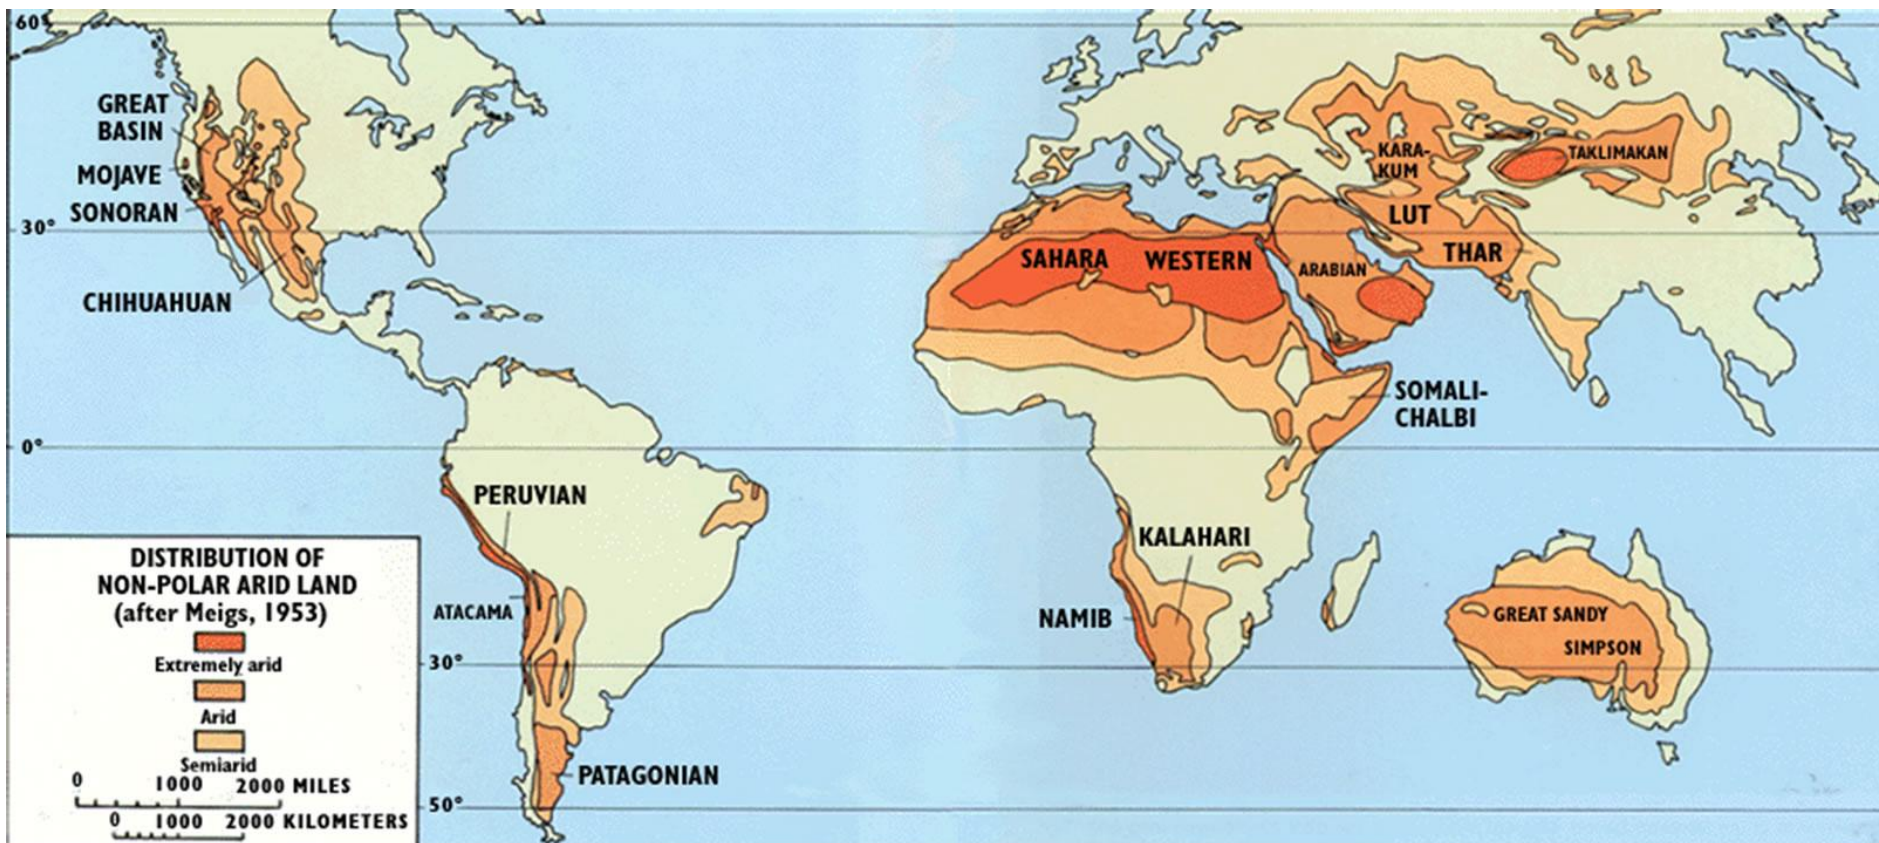 60°
GREAT
BASIN
MOJAVE
SONORAN
30°
CHIHUAHUAN
KARA-
KUM
TAKLIMAKAN
LUT
THAR
SAHARA
WESTERN
ARABIAN
SOMALI-
CHALBI
0°
PERUVIAN
KALAHARI
ATACAMA
NAMIB
GREAT SANDY
SIMPSON
30°
PATAGONIAN
50°
DISTRIBUTION OF
NON-POLAR ARID LAND
(after Meigs, 1953)
Extremely arid
Arid
Semiarid
0 1000 2000 MILES
0 1000 2000 KILOMETERS